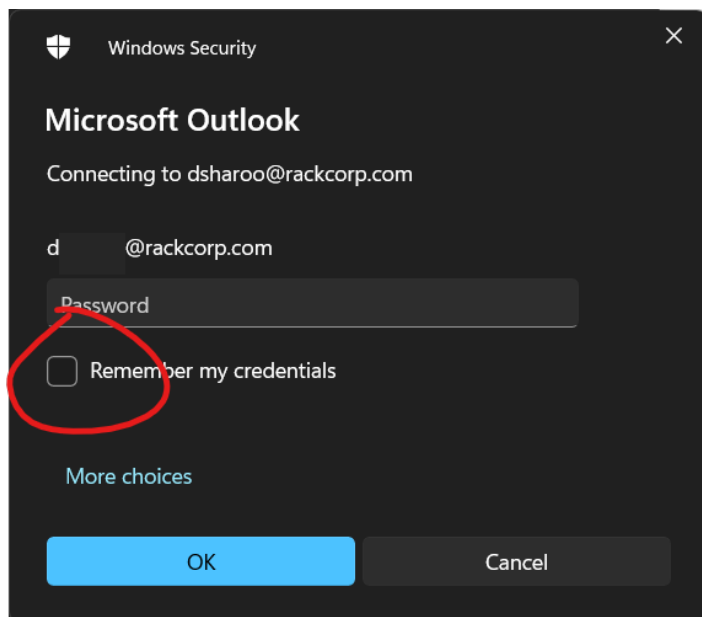 Windows Security
Microsoft Outlook
Connecting to dsharoo@rackcorp.com
d @rackcorp.com
Password
Remember my credentials
More choices
OK
Cancel